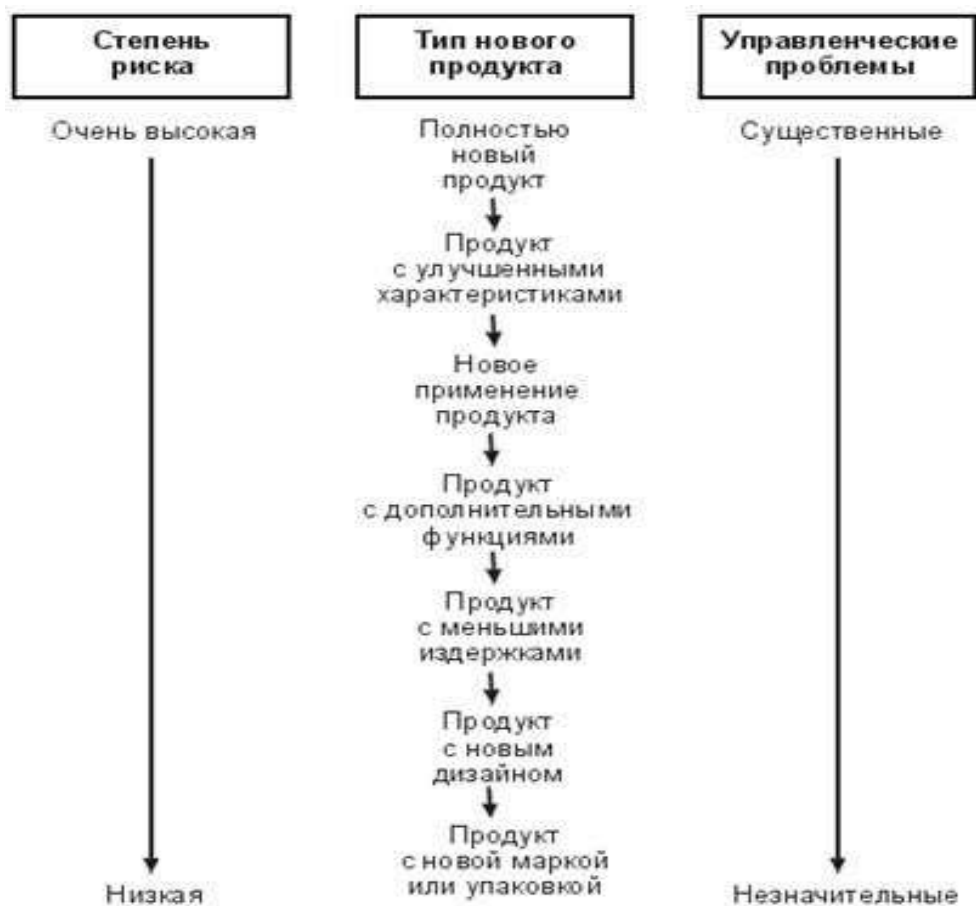 Степень
риска
Тип нового
продукта
Управленческие
проблемы
Очень высокая
Полностью
новый
продукт
Существенные
Продукт
с улучшенными
характеристиками
Новое
применение
продукта
Продукт
с дополнительными
функциями
Продукт
с меньшими
издержками
Продукт
с новым
дизайном
Продукт
с новой маркой
или упаковкой
Низкая
Незначительные